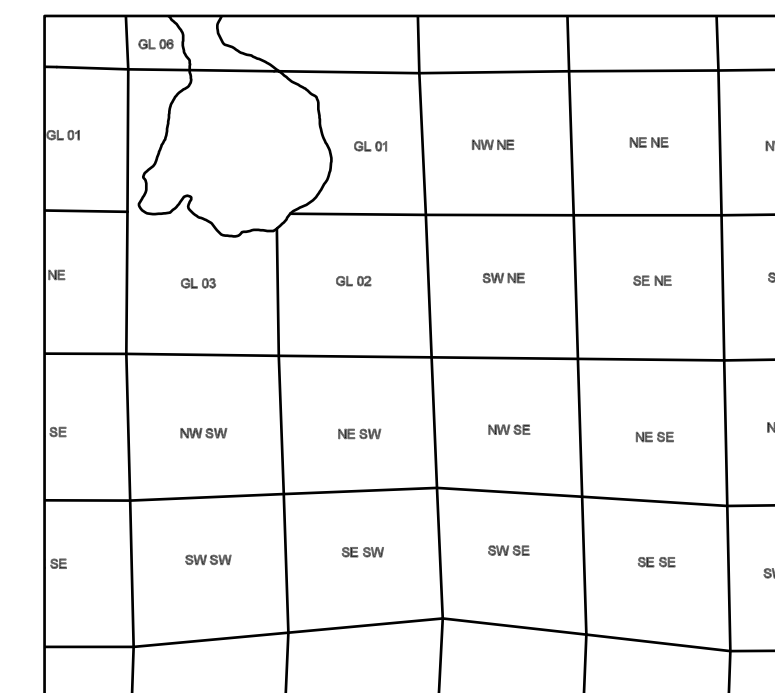 GL 06
GL 01
GL 01
NW NE
NE NE
N
NE
GL 03
GL 02
SW NE
SE NE
S
SE
NW SW
NE SW
NW SE
NE SE
N
SE
SW SW
SE SW
SW SE
SE SE
SW